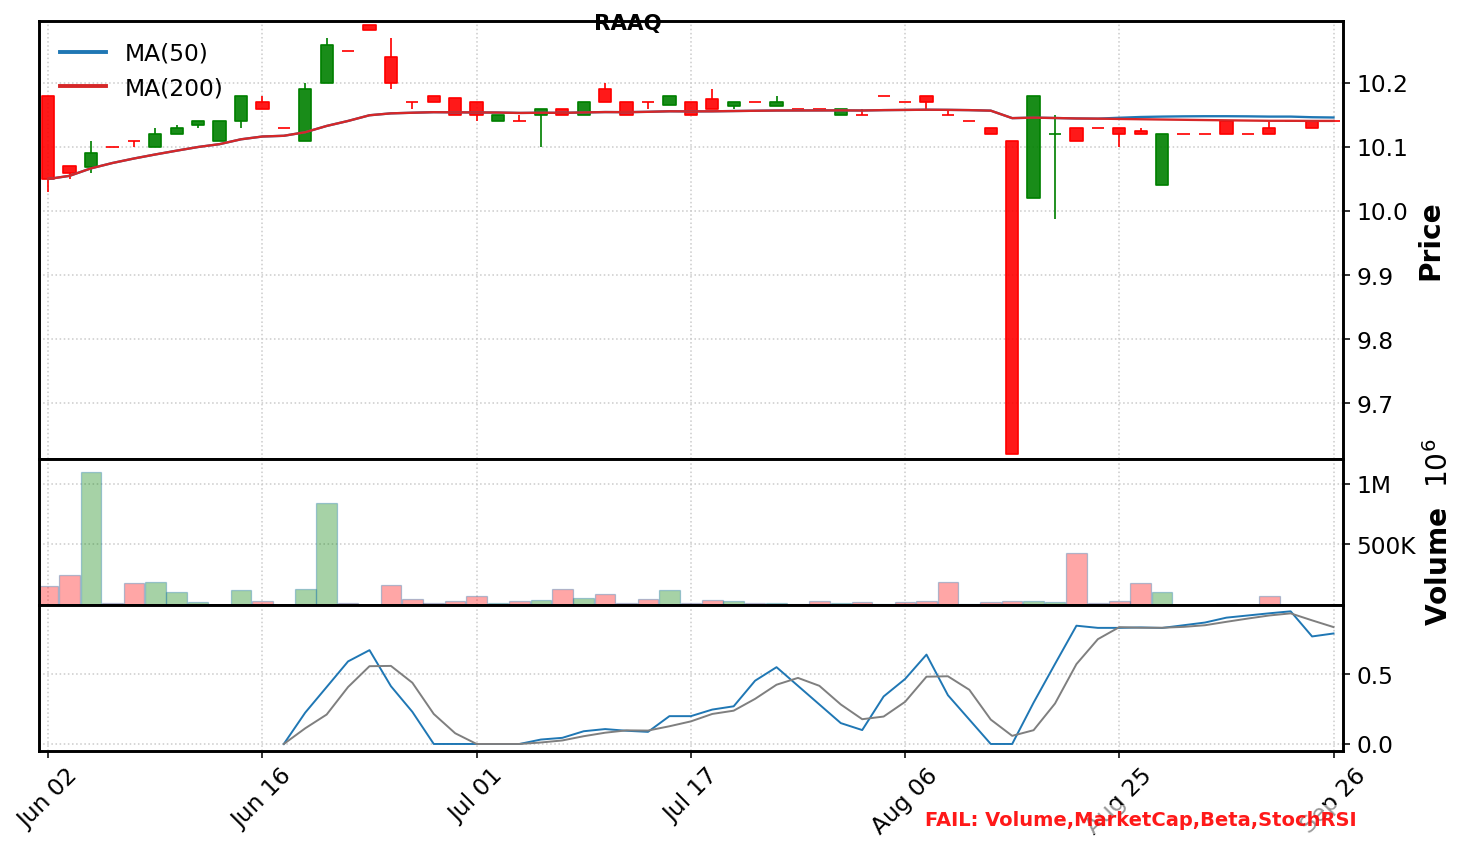 RAAQ
MA(50)
MA(200)
10.2
10.1
10.0
9.9
9.8
9.7
Price
1M
500K
Volume 10^6
0.5
0.0
Jun 02
Jun 16
Jul 01
Jul 17
Aug 06
Aug 25
Sep 26
FAIL: Volume,MarketCap,Beta,StochRSI